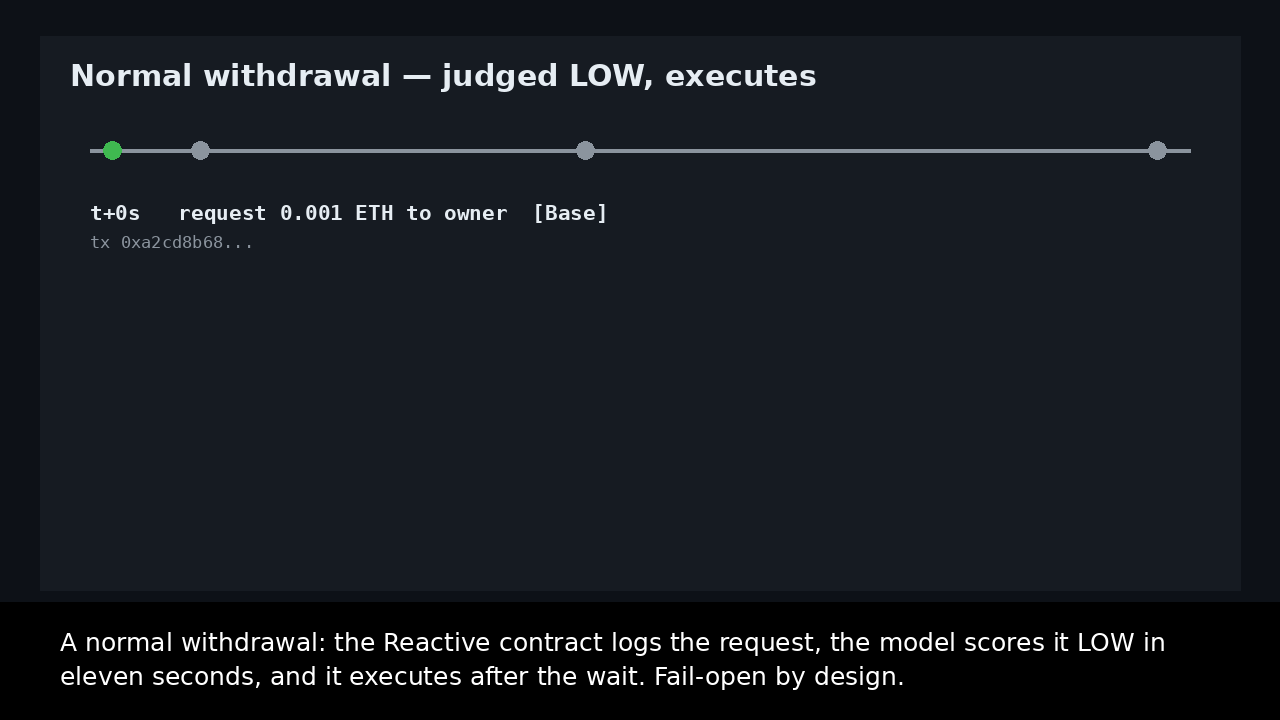 Normal withdrawal — judged LOW, executes
t+0s   request 0.001 ETH to owner  [Base]
tx 0xa2cd8b68...
A normal withdrawal: the Reactive contract logs the request, the model scores it LOW in
eleven seconds, and it executes after the wait. Fail-open by design.